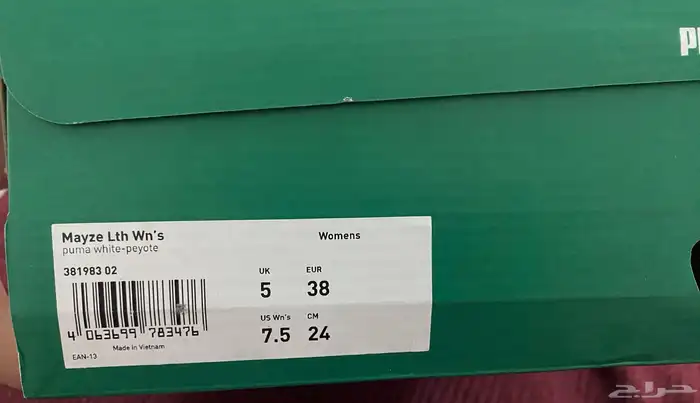 Mayze Lth Wn's
puma white-peyote
Womens
381983 02
4 063699 783476
Made in Vietnam
EAN-13
UK EUR
5 38
US Wn's CM
7.5 24
حراج